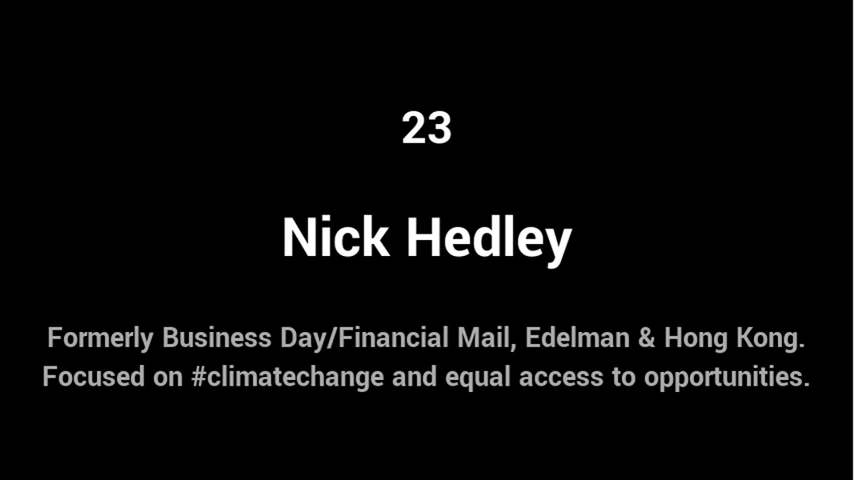 23
Nick Hedley
Formerly Business Day/Financial Mail, Edelman & Hong Kong.
Focused on #climatechange and equal access to opportunities.